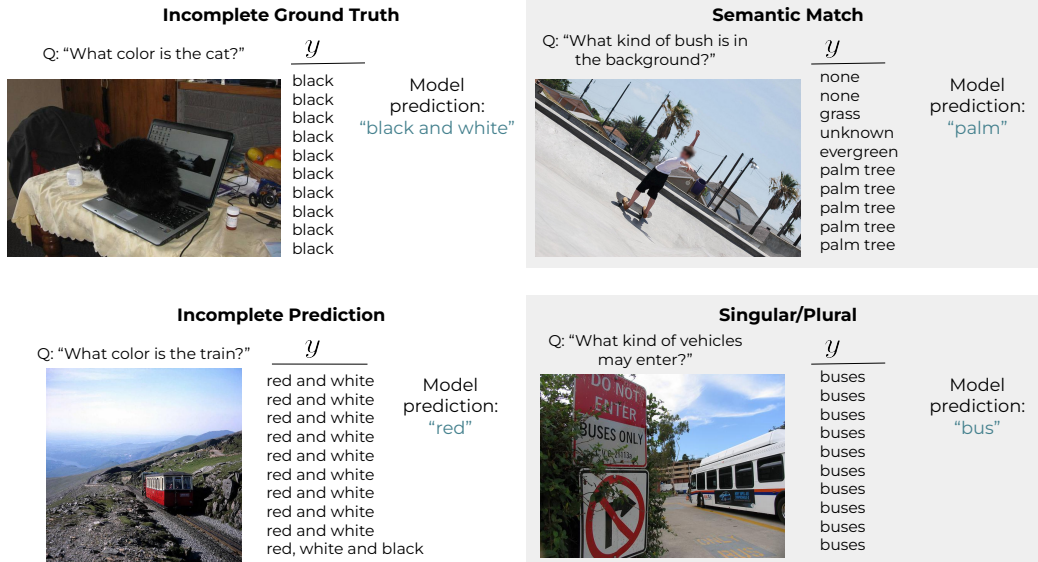 Incomplete Ground Truth
Q: “What color is the cat?”
y
black
black
black
black
black
black
black
black
black
black
Model
prediction:
“black and white”
Semantic Match
Q: “What kind of bush is in
the background?”
y
none
none
grass
unknown
evergreen
palm tree
palm tree
palm tree
palm tree
palm tree
Model
prediction:
“palm”
Incomplete Prediction
Q: “What color is the train?”
y
red and white
red and white
red and white
red and white
red and white
red and white
red and white
red and white
red and white
red, white and black
Model
prediction:
“red”
Singular/Plural
Q: “What kind of vehicles
may enter?”
y
buses
buses
buses
buses
buses
buses
buses
buses
buses
buses
Model
prediction:
“bus”
DO NOT
ENTER
BUSES ONLY